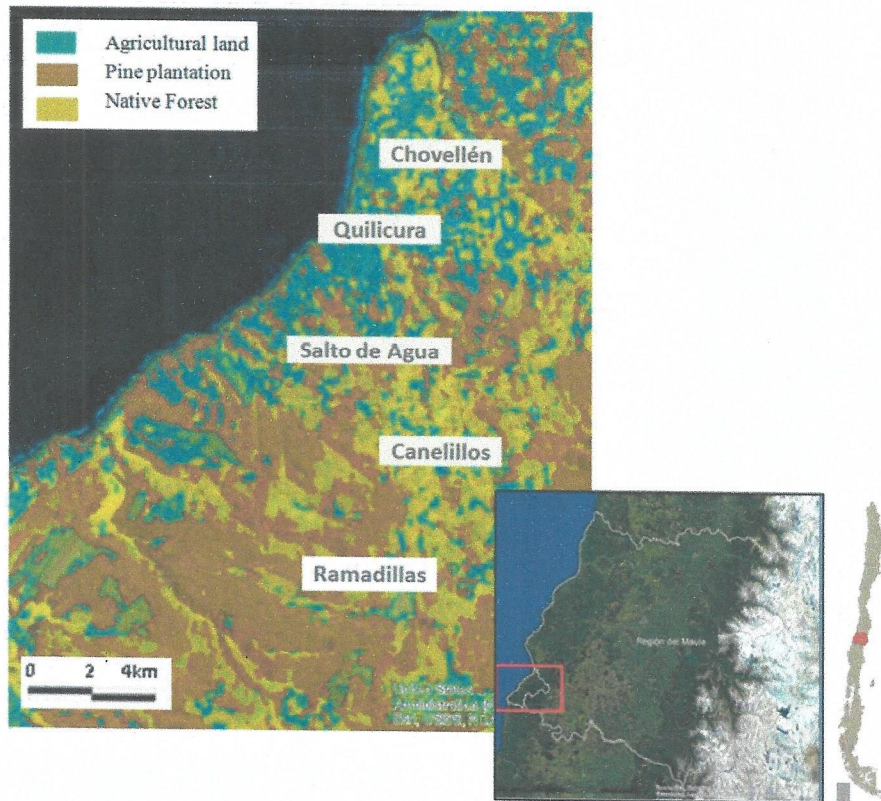 Agricultural land
Pine plantation
Native Forest
Chovellén
Quilicura
Salto de Agua
Canelillos
Ramadillas
0 2 4km
Región del Maule